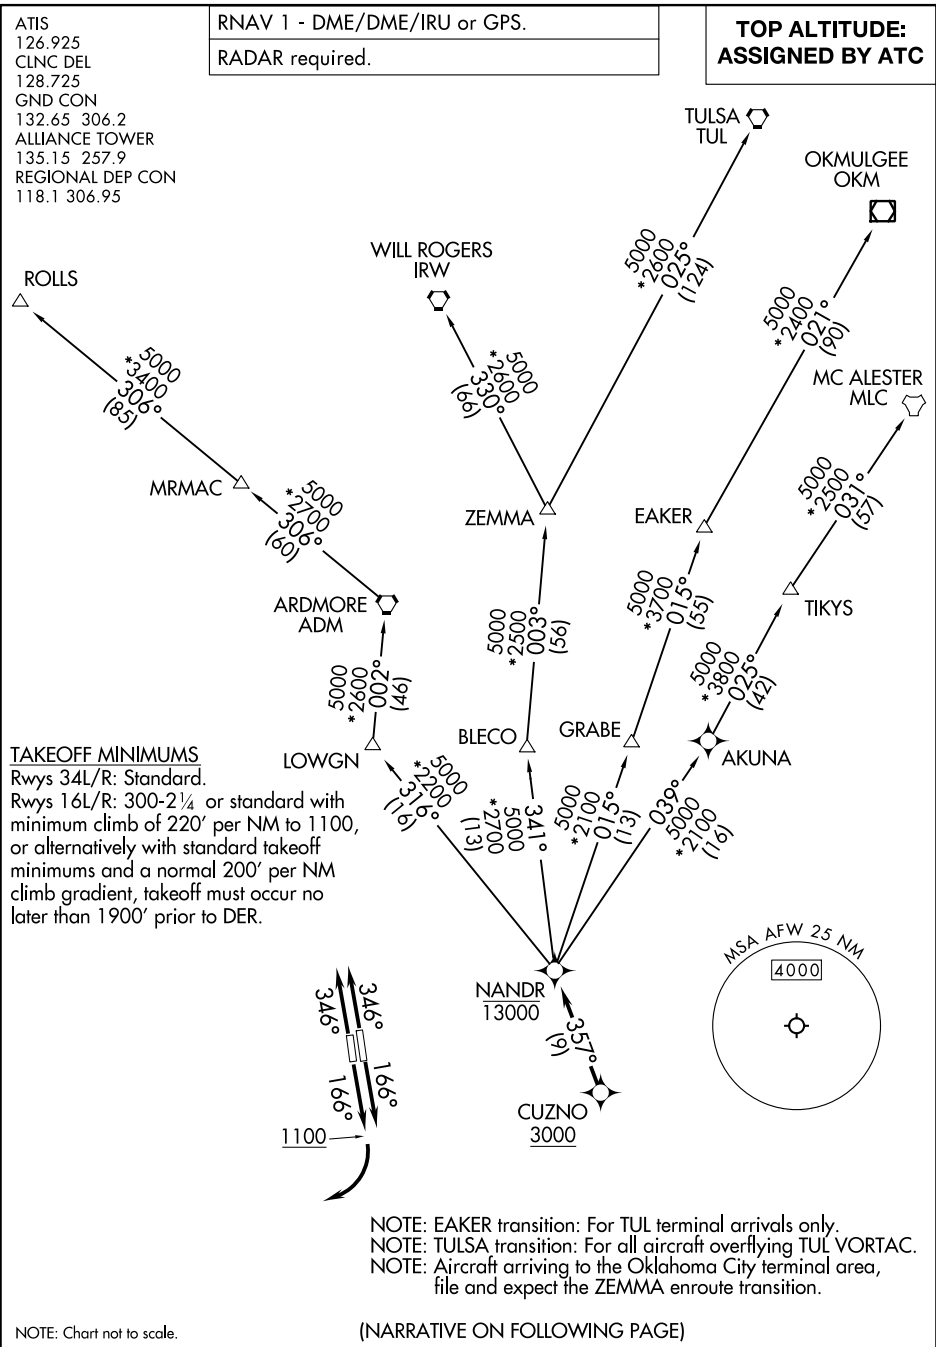 ATIS
126.925
CLNC DEL
128.725
GND CON
132.65 306.2
ALLIANCE TOWER
135.15 257.9
REGIONAL DEP CON
118.1 306.95
RNAV 1 - DME/DME/IRU or GPS.
RADAR required.
TOP ALTITUDE:
ASSIGNED BY ATC
TULSA
TUL
OKMULGEE
OKM
WILL ROGERS
IRW
ROLLS
5000
*2600
025°
(124)
5000
*2400
021°
(90)
5000
*3400
306°
(85)
5000
*2600
330°
(66)
MC ALESTER
MLC
MRMAC
5000
*2700
306°
(60)
ZEMMA
EAKER
5000
*2500
031°
(57)
ARDMORE
ADM
TIKYS
5000
*2600
002°
(46)
5000
*2500
003°
(56)
5000
*3700
015°
(55)
5000
*3800
025°
(42)
LOWGN
BLECO
GRABE
AKUNA
5000
*2200
316°
(16)
341°
5000
*2700
(13)
5000
*2100
015°
(13)
039°
5000
*2100
(16)
TAKEOFF MINIMUMS
Rwys 34L/R: Standard.
Rwys 16L/R: 300-2¼ or standard with
minimum climb of 220' per NM to 1100,
or alternatively with standard takeoff
minimums and a normal 200' per NM
climb gradient, takeoff must occur no
later than 1900' prior to DER.
NANDR
13000
357°
(9)
CUZNO
3000
MSA AFW 25 NM
4000
346°
346°
166°
166°
1100
NOTE: EAKER transition: For TUL terminal arrivals only.
NOTE: TULSA transition: For all aircraft overflying TUL VORTAC.
NOTE: Aircraft arriving to the Oklahoma City terminal area,
file and expect the ZEMMA enroute transition.
NOTE: Chart not to scale.
(NARRATIVE ON FOLLOWING PAGE)